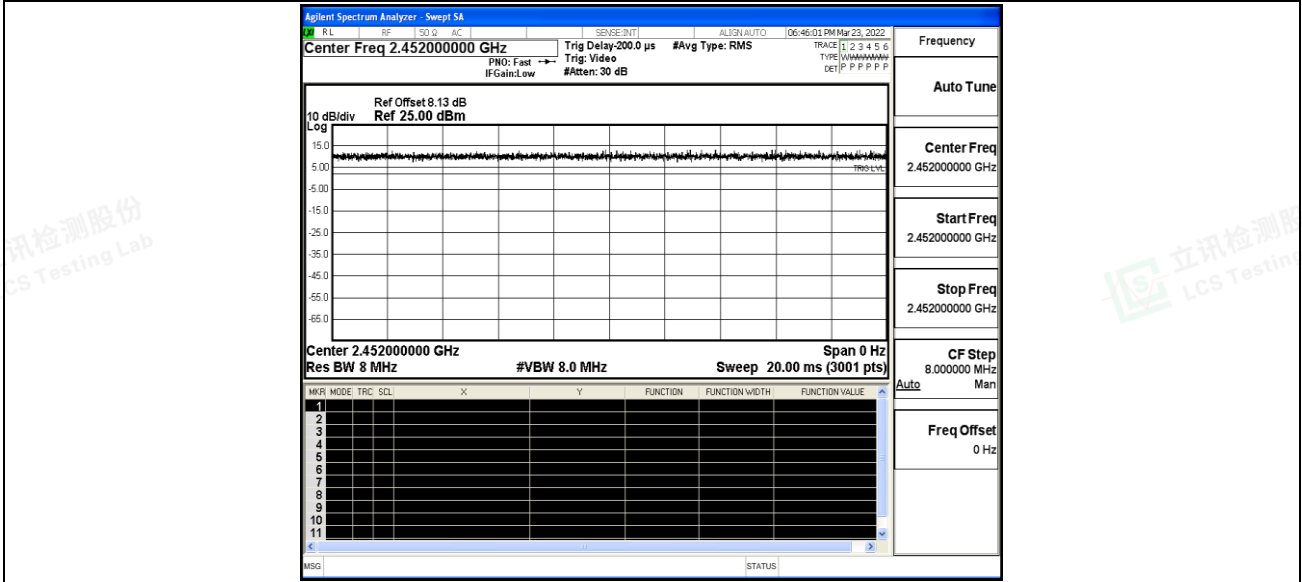 Agilent Spectrum Analyzer - Swept SA
RL RF 50 Ω AC SENSE:INT ALIGN AUTO 06:46:01 PM Mar 23, 2022
Center Freq 2.452000000 GHz
PNO: Fast
IFGain:Low
Trig Delay-200.0 µs
Trig: Video
#Atten: 30 dB
#Avg Type: RMS
TRACE 1 2 3 4 5 6
TYPE
DET P P P P P P
Ref Offset 8.13 dB
10 dB/div Ref 25.00 dBm
Log
15.0
5.00
TRIG LVL
-5.00
-15.0
-25.0
-35.0
-45.0
-55.0
-65.0
Center 2.452000000 GHz Span 0 Hz
Res BW 8 MHz #VBW 8.0 MHz Sweep 20.00 ms (3001 pts)
MKR MODE TRC SCL X Y FUNCTION FUNCTION WIDTH FUNCTION VALUE
1
2
3
4
5
6
7
8
9
10
11
MSG STATUS
Frequency
Auto Tune
Center Freq
2.452000000 GHz
Start Freq
2.452000000 GHz
Stop Freq
2.452000000 GHz
CF Step
8.000000 MHz
Auto Man
Freq Offset
0 Hz
讯检测股份
CS Testing Lab
立讯检测股
LCS Testing